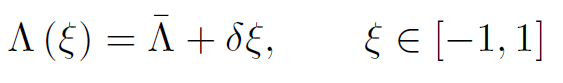 Λ (ξ) = Λ̄ + δξ, ξ ∈ [−1, 1]